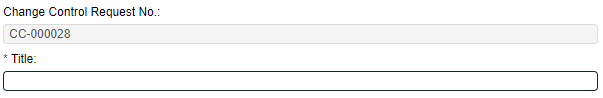 Change Control Request No.:
CC-000028
* Title: